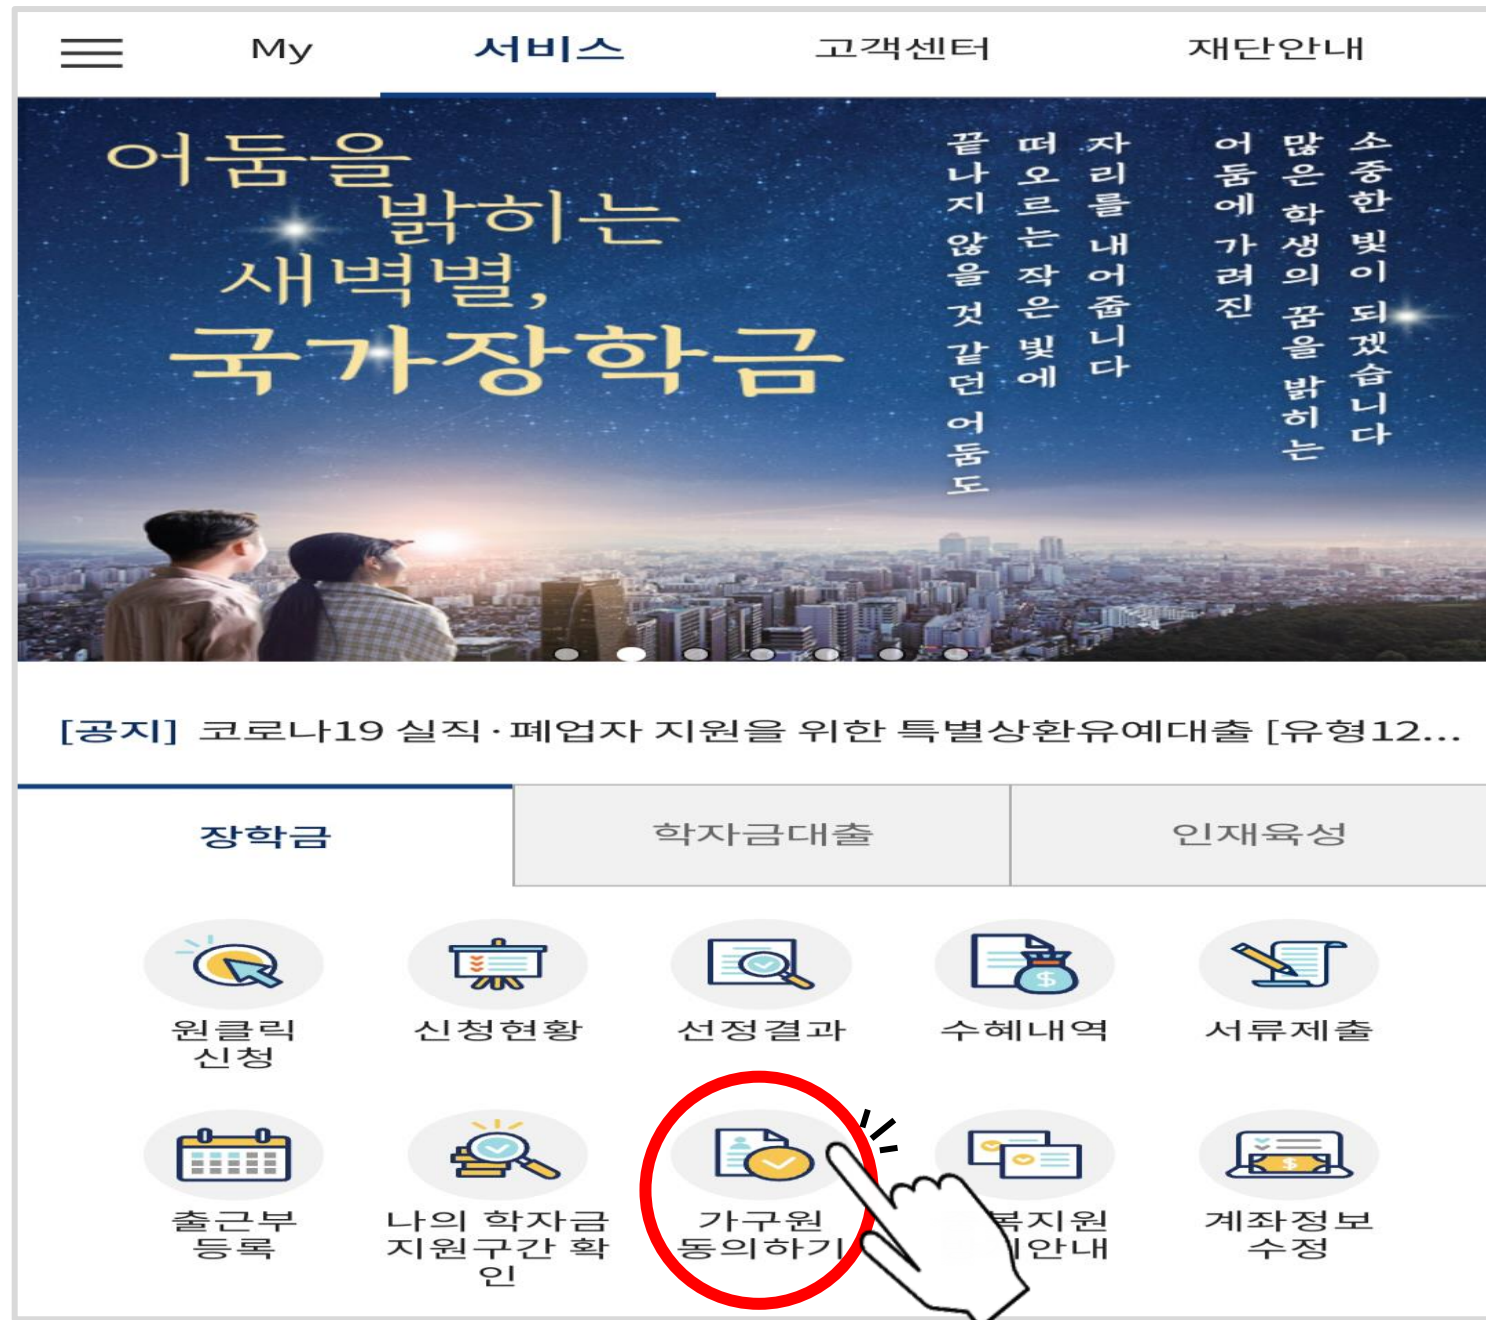 My
서비스
고객센터
재단안내
어둠을
밝히는
새벽별,
국가장학금
소중한 빛이 되겠습니다
많은 학생의 꿈을 밝히는
어둠에 가려진
자리를 내어줍니다
떠오르는 작은 빛에
끝나지 않을 것 같던 어둠도
[공지] 코로나19 실직·폐업자 지원을 위한 특별상환유예대출 [유형12...
장학금
학자금대출
인재육성
원클릭
신청
신청현황
선정결과
수혜내역
서류제출
출근부
등록
나의 학자금
지원구간 확
인
가구원
동의하기
복지원
안내
계좌정보
수정